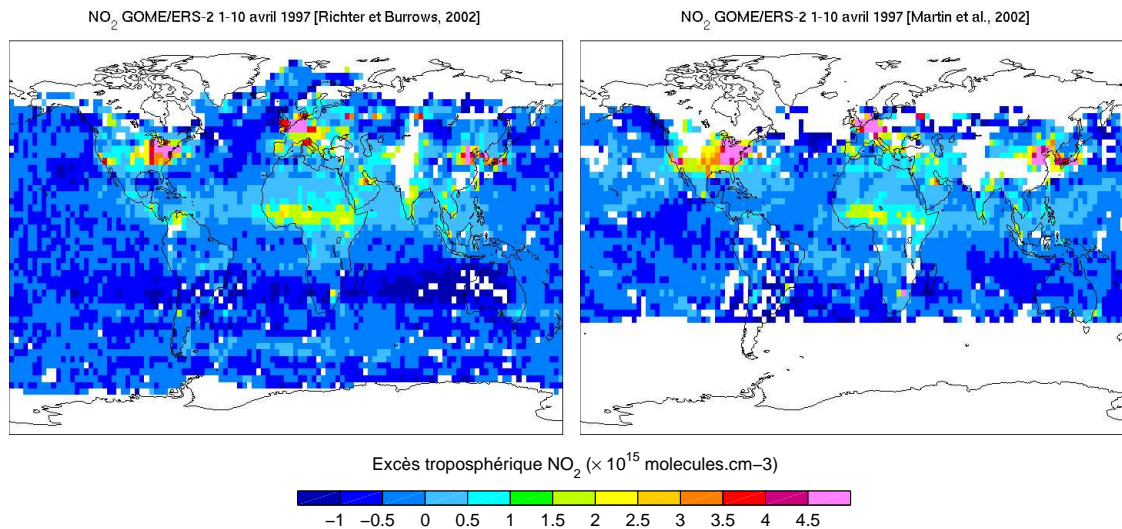 NO2 GOME/ERS-2 1-10 avril 1997 [Richter et Burrows, 2002]
NO2 GOME/ERS-2 1-10 avril 1997 [Martin et al., 2002]
Excès troposphérique NO2 (× 10^15 molecules.cm−3)
−1 −0.5 0 0.5 1 1.5 2 2.5 3 3.5 4 4.5